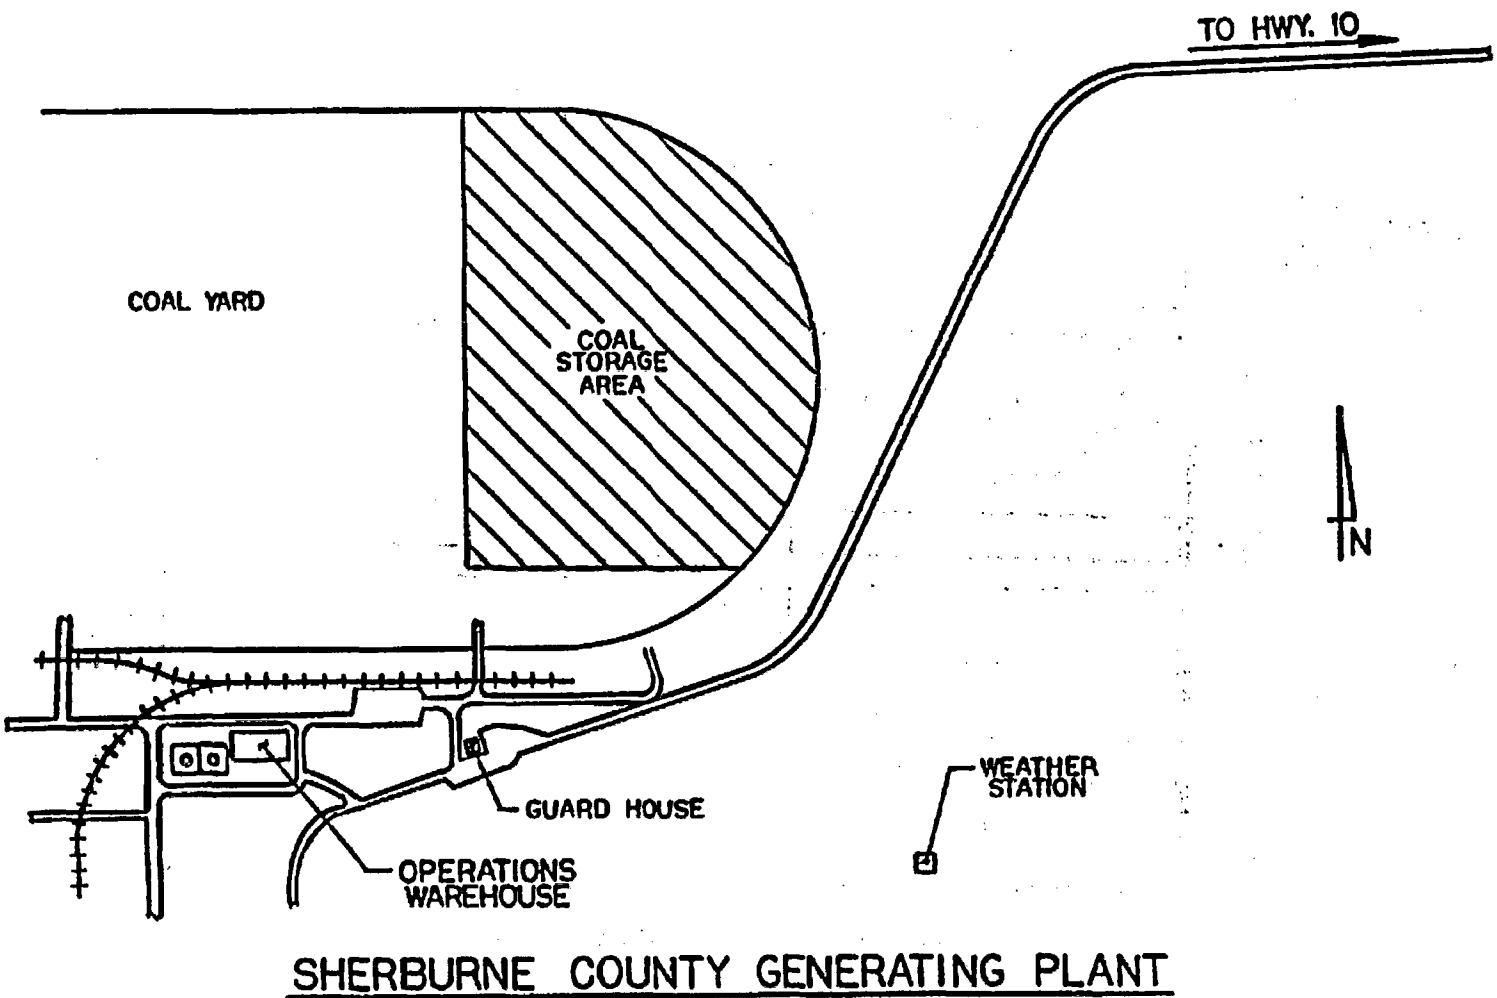 TO HWY. 10
COAL YARD
COAL
STORAGE
AREA
N
WEATHER
STATION
GUARD HOUSE
OPERATIONS
WAREHOUSE
SHERBURNE COUNTY GENERATING PLANT